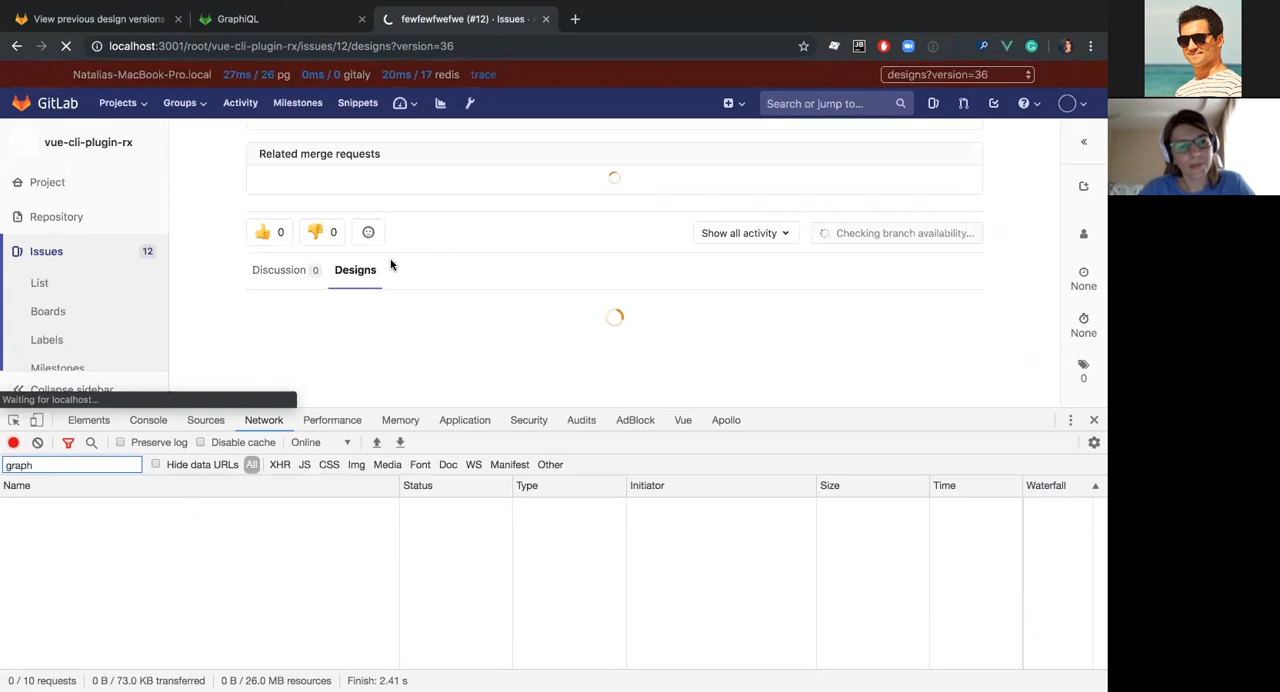 View previous design versions
GraphiQL
fewfewfwefwe (#12) · Issues ·
localhost:3001/root/vue-cli-plugin-rx/issues/12/designs?version=36
Natalias-MacBook-Pro.local 27ms / 26 pg 0ms / 0 gitaly 20ms / 17 redis trace designs?version=36
GitLab Projects Groups Activity Milestones Snippets Search or jump to...
vue-cli-plugin-rx
Project
Repository
Issues 12
List
Boards
Labels
Milestones
Collapse sidebar
Related merge requests
0 0 Show all activity Checking branch availability...
Discussion 0 Designs
None
None
0
Waiting for localhost...
Elements Console Sources Network Performance Memory Application Security Audits AdBlock Vue Apollo
Preserve log Disable cache Online
graph Hide data URLs All XHR JS CSS Img Media Font Doc WS Manifest Other
Name Status Type Initiator Size Time Waterfall
0 / 10 requests 0 B / 73.0 KB transferred 0 B / 26.0 MB resources Finish: 2.41 s